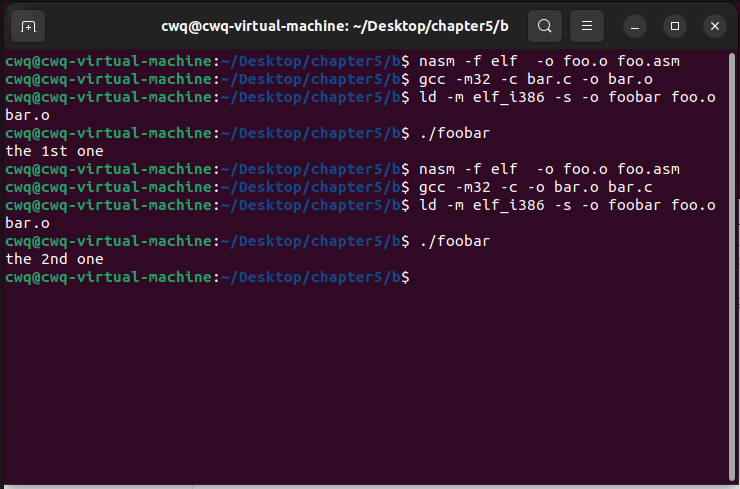 cwq@cwq-virtual-machine: ~/Desktop/chapter5/b
cwq@cwq-virtual-machine:~/Desktop/chapter5/b$ nasm -f elf  -o foo.o foo.asm
cwq@cwq-virtual-machine:~/Desktop/chapter5/b$ gcc -m32 -c bar.c -o bar.o
cwq@cwq-virtual-machine:~/Desktop/chapter5/b$ ld -m elf_i386 -s -o foobar foo.o
bar.o
cwq@cwq-virtual-machine:~/Desktop/chapter5/b$ ./foobar
the 1st one
cwq@cwq-virtual-machine:~/Desktop/chapter5/b$ nasm -f elf  -o foo.o foo.asm
cwq@cwq-virtual-machine:~/Desktop/chapter5/b$ gcc -m32 -c -o bar.o bar.c
cwq@cwq-virtual-machine:~/Desktop/chapter5/b$ ld -m elf_i386 -s -o foobar foo.o
bar.o
cwq@cwq-virtual-machine:~/Desktop/chapter5/b$ ./foobar
the 2nd one
cwq@cwq-virtual-machine:~/Desktop/chapter5/b$